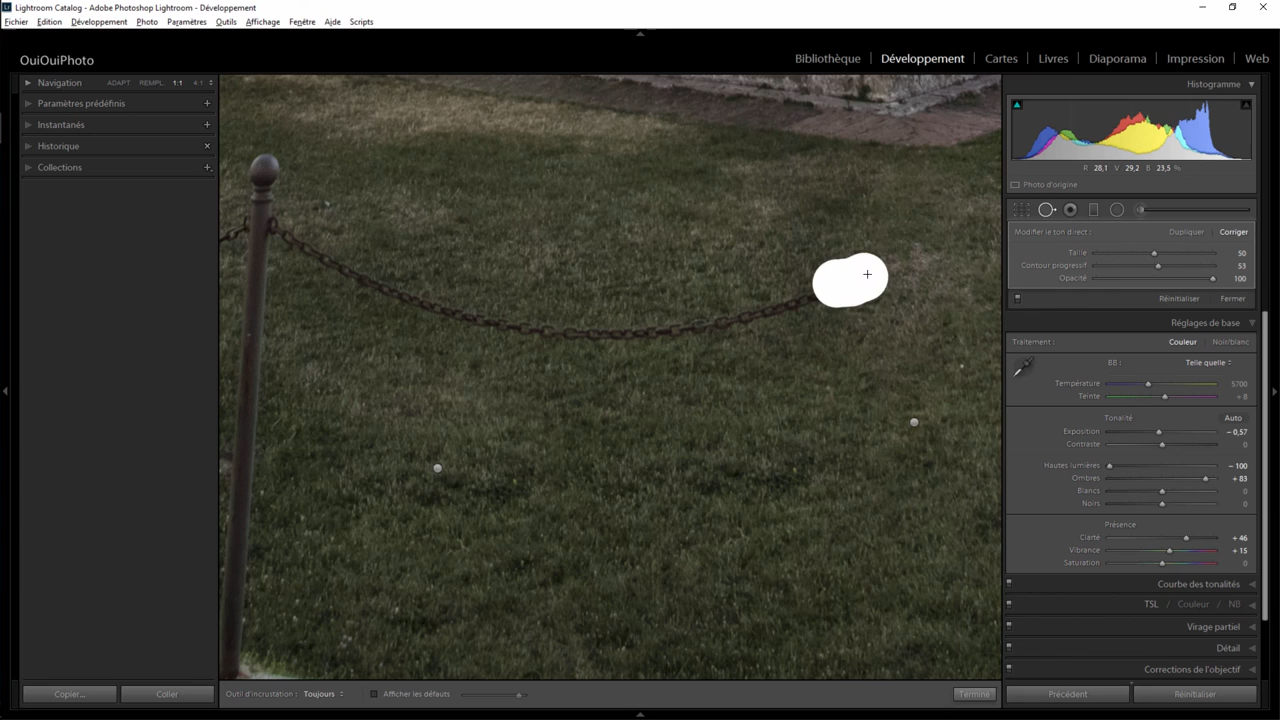 Lightroom Catalog - Adobe Photoshop Lightroom - Développement
Fichier Edition Développement Photo Paramètres Outils Affichage Fenêtre Aide Scripts
OuiOuiPhoto
Bibliothèque Développement Cartes Livres Diaporama Impression Web
Navigation ADAPT. REMPL. 1:1 4:1
Paramètres prédéfinis
Instantanés
Historique
Collections
Histogramme
R 28,1 V 29,2 B 23,5 %
Photo d'origine
Modifier le ton direct : Dupliquer Corriger
Taille 50
Contour progressif 53
Opacité 100
Réinitialiser Fermer
Réglages de base
Traitement : Couleur Noir/blanc
BB : Telle quelle
Température 5700
Teinte + 8
Tonalité Auto
Exposition − 0,57
Contraste 0
Hautes lumières − 100
Ombres + 83
Blancs 0
Noirs 0
Présence
Clarté + 46
Vibrance + 15
Saturation 0
Courbe des tonalités
TSL / Couleur / NB
Virage partiel
Détail
Corrections de l'objectif
Copier... Coller
Outil d'incrustation : Toujours Afficher les défauts Terminé
Précédent Réinitialiser